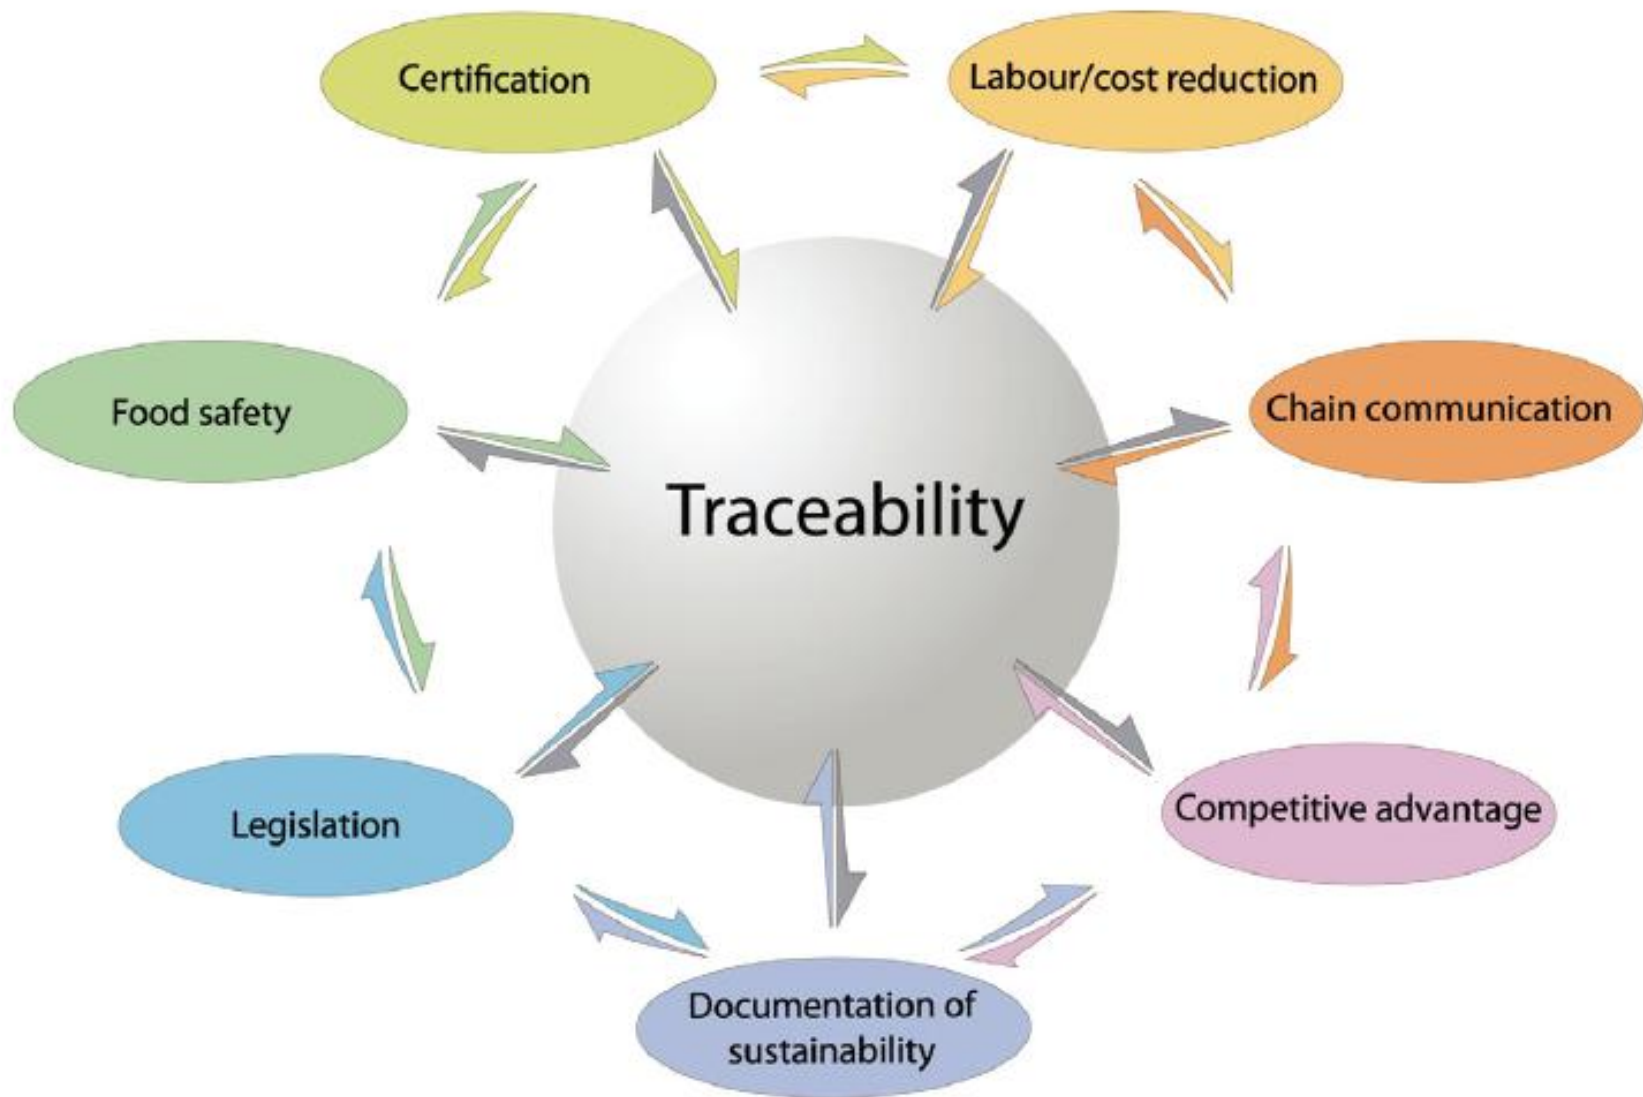 Certification
Labour/cost reduction
Food safety
Chain communication
Traceability
Legislation
Competitive advantage
Documentation of
sustainability